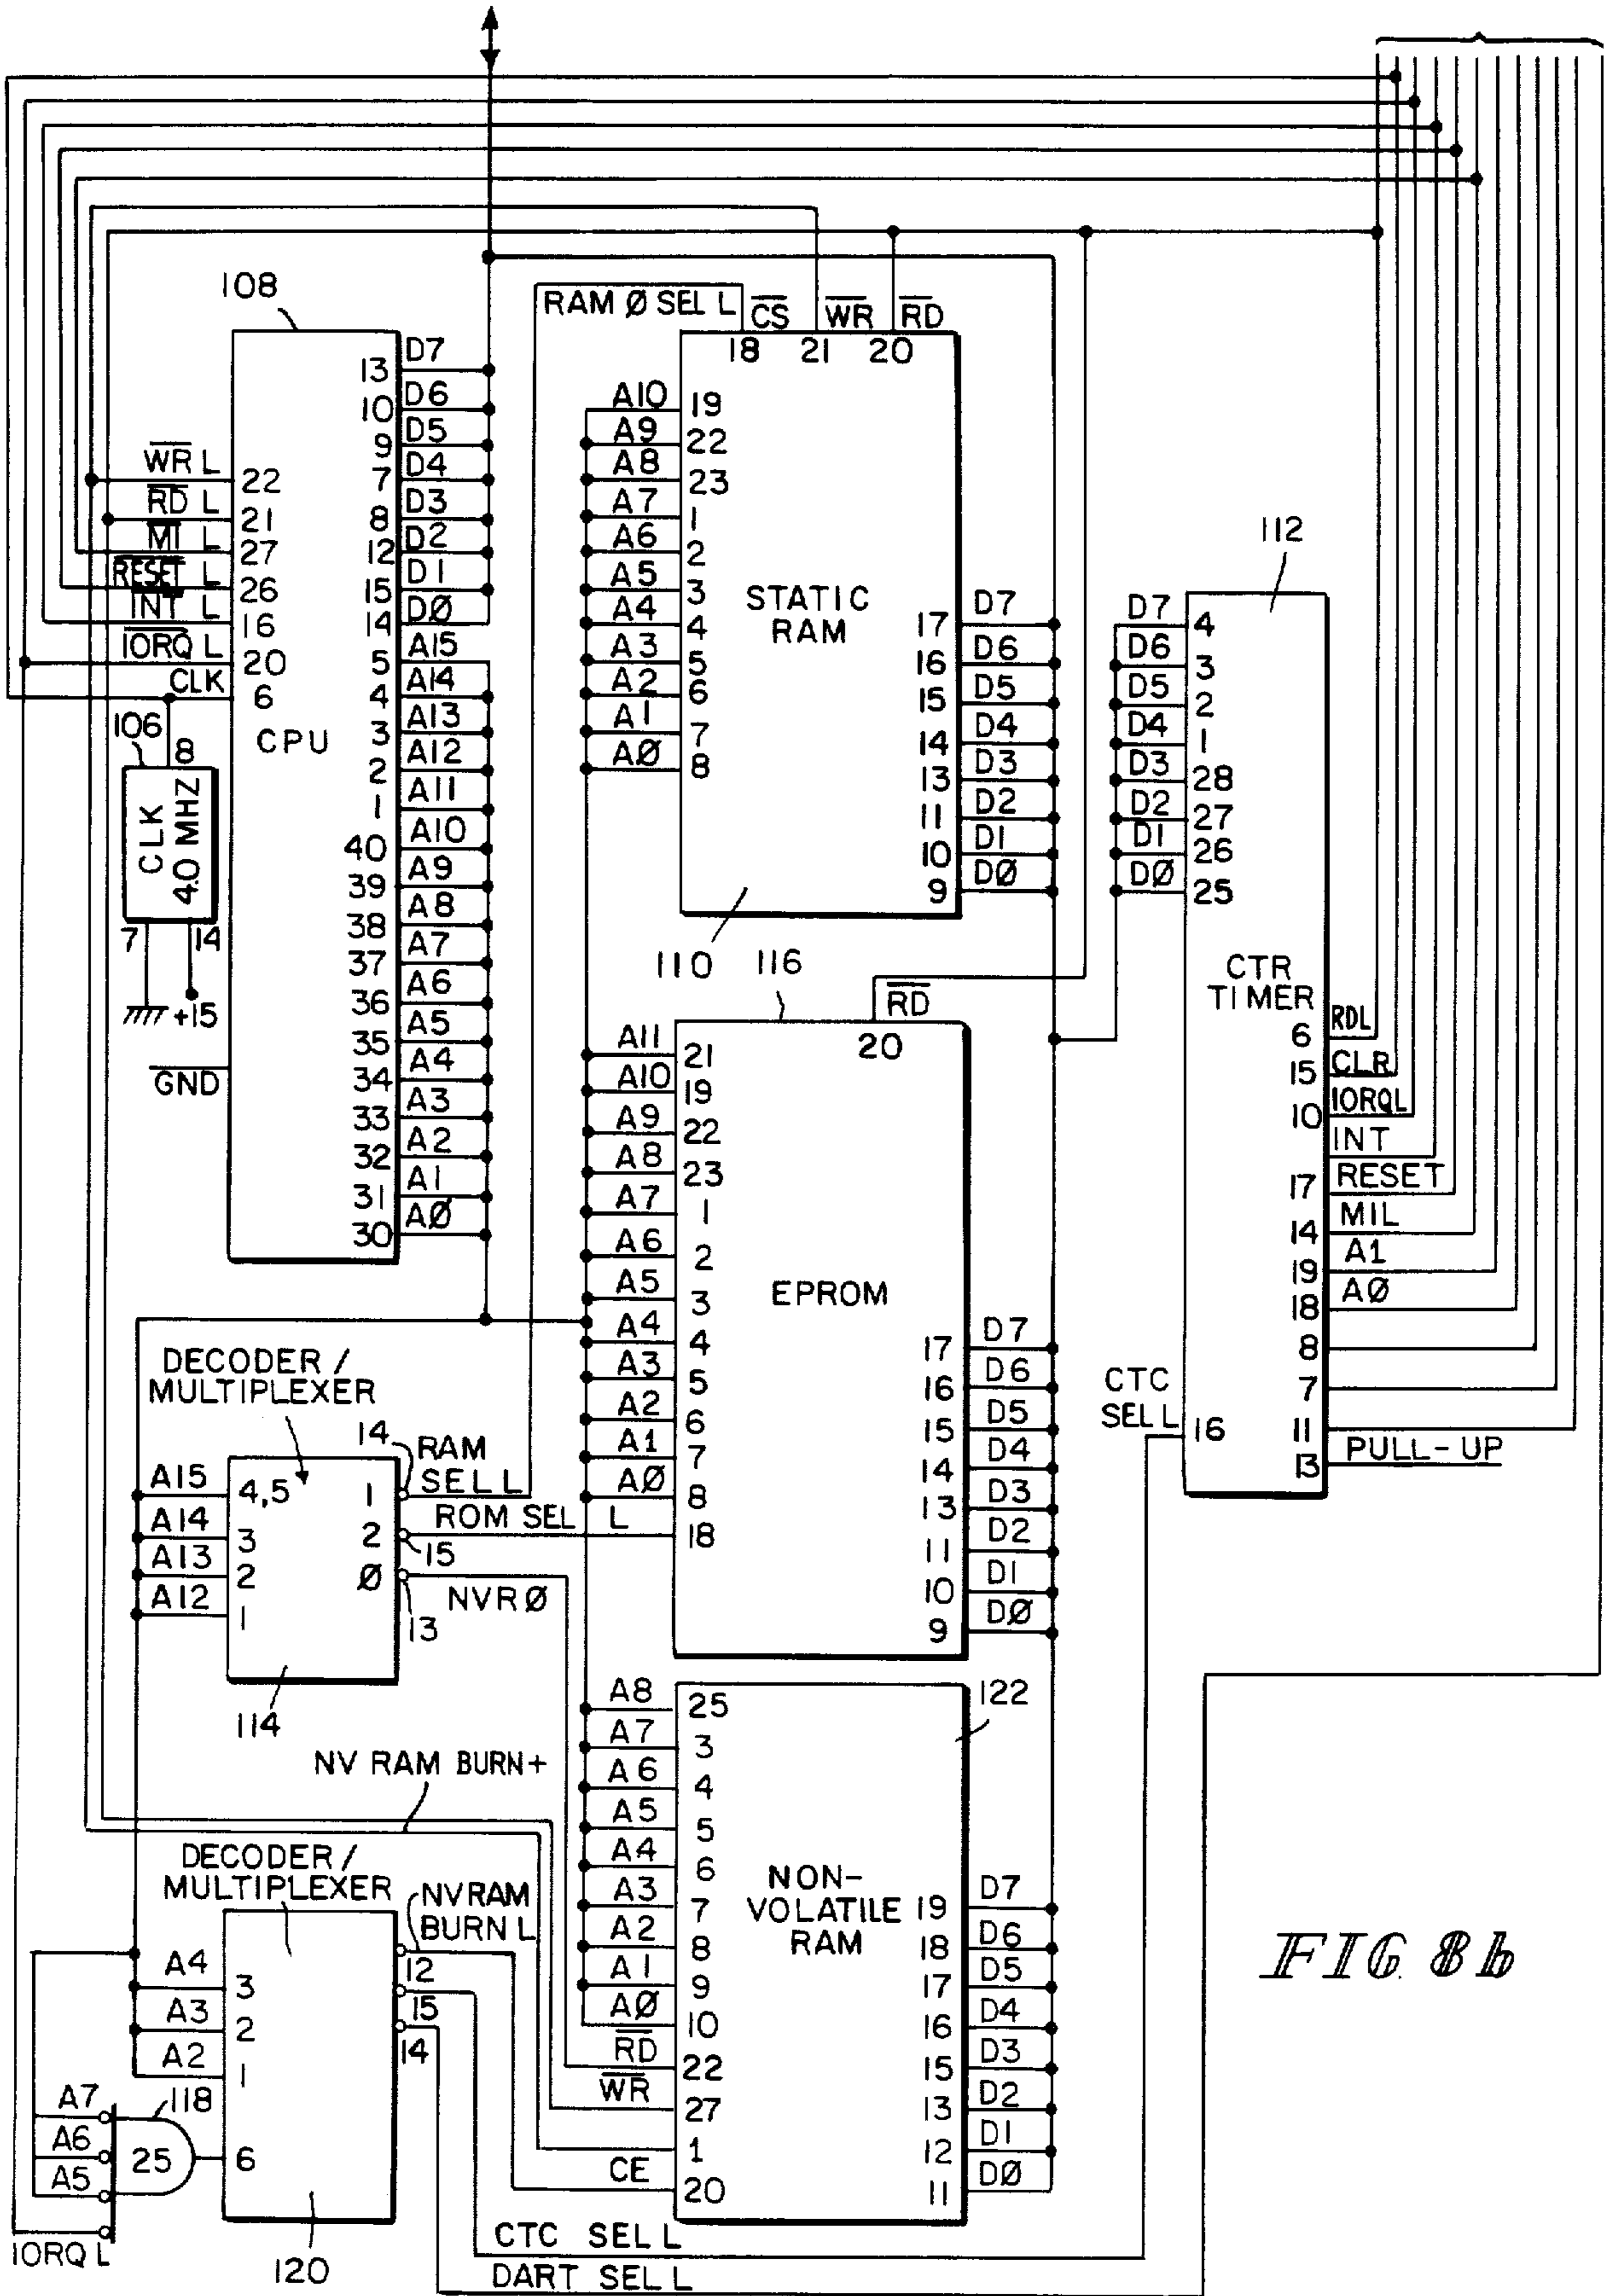 108
RAM Ø SEL L
CS WR RD
18 21 20
13 D7
10 D6
9 D5
7 D4
8 D3
12 D2
15 D1
14 DØ
5 A15
4 A14
3 A13
2 A12
1 A11
40 A10
39 A9
38 A8
37 A7
36 A6
35 A5
34 A4
33 A3
32 A2
31 A1
30 AØ
WR L 22
RD L 21
M1 L 27
RESET L 26
INT L 16
IORQ L 20
CLK 6
CPU
106
8
CLK
4.0 MHZ
7 14
+15
GND
A10 19
A9 22
A8 23
A7 1
A6 2
A5 3
A4 4
A3 5
A2 6
A1 7
AØ 8
STATIC
RAM
17 D7
16 D6
15 D5
14 D4
13 D3
11 D2
10 D1
9 DØ
110
112
D7 4
D6 3
D5 2
D4 1
D3 28
D2 27
D1 26
DØ 25
CTR
TIMER
6 RDL
15 CLR
10 IORQL
INT
17 RESET
14 MIL
19 A1
18 AØ
8
7
11
13 PULL-UP
CTC
SEL L 16
116
RD
20
A11 21
A10 19
A9 22
A8 23
A7 1
A6 2
A5 3
A4 4
A3 5
A2 6
A1 7
AØ 8
18
EPROM
17 D7
16 D6
15 D5
14 D4
13 D3
11 D2
10 D1
9 DØ
DECODER/
MULTIPLEXER
A15 4,5
A14 3
A13 2
A12 1
1 14 RAM
SEL L
2 15 ROM SEL L
Ø 13 NVR Ø
114
NV RAM BURN+
122
A8 25
A7 3
A6 4
A5 5
A4 6
A3 7
A2 8
A1 9
AØ 10
RD 22
WR 27
1
CE 20
NON-
VOLATILE
RAM
19 D7
18 D6
17 D5
16 D4
15 D3
13 D2
12 D1
11 DØ
DECODER/
MULTIPLEXER
NVRAM
BURN L
12
15
14
A4 3
A3 2
A2 1
A7 118
A6
A5
25
6
IORQ L
120
CTC SEL L
DART SEL L
FIG. 8b